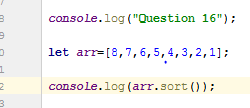 console.log("Question 16");
let arr=[8,7,6,5,4,3,2,1];
console.log(arr.sort());